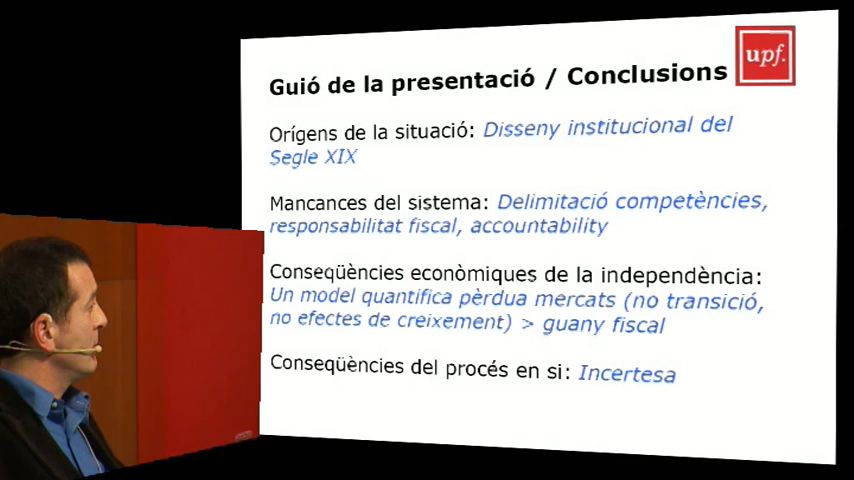 Guió de la presentació / Conclusions
upf.
Orígens de la situació: Disseny institucional del
Segle XIX
Mancances del sistema: Delimitació competències,
responsabilitat fiscal, accountability
Conseqüències econòmiques de la independència:
Un model quantifica pèrdua mercats (no transició,
no efectes de creixement) > guany fiscal
Conseqüències del procés en si: Incertesa